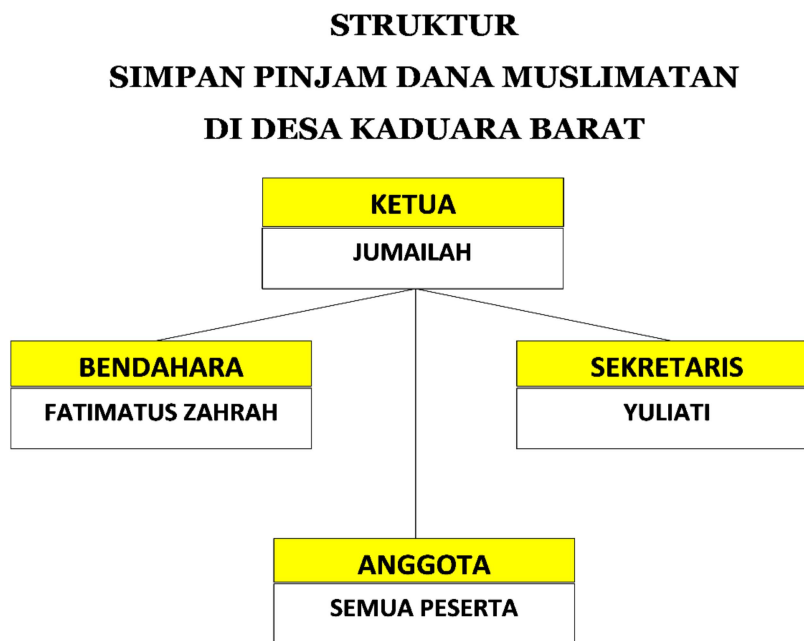 STRUKTUR
SIMPAN PINJAM DANA MUSLIMATAN
DI DESA KADUARA BARAT
KETUA
JUMAILAH
BENDAHARA
FATIMATUS ZAHRAH
SEKRETARIS
YULIATI
ANGGOTA
SEMUA PESERTA